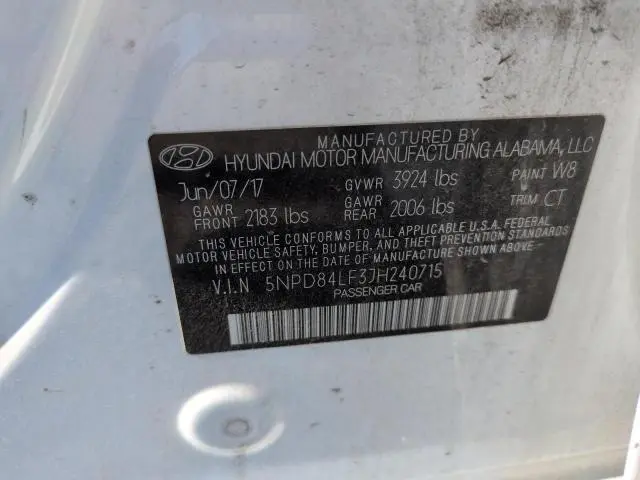 MANUFACTURED BY
HYUNDAI MOTOR MANUFACTURING ALABAMA, LLC
Jun/07/17 GVWR 3924 lbs PAINT W8
GAWR FRONT 2183 lbs GAWR REAR 2006 lbs TRIM CT
THIS VEHICLE CONFORMS TO ALL APPLICABLE U.S.A. FEDERAL
MOTOR VEHICLE SAFETY, BUMPER, AND THEFT PREVENTION STANDARDS
IN EFFECT ON THE DATE OF MANUFACTURE SHOWN ABOVE
V.I.N 5NPD84LF3JH240715
PASSENGER CAR